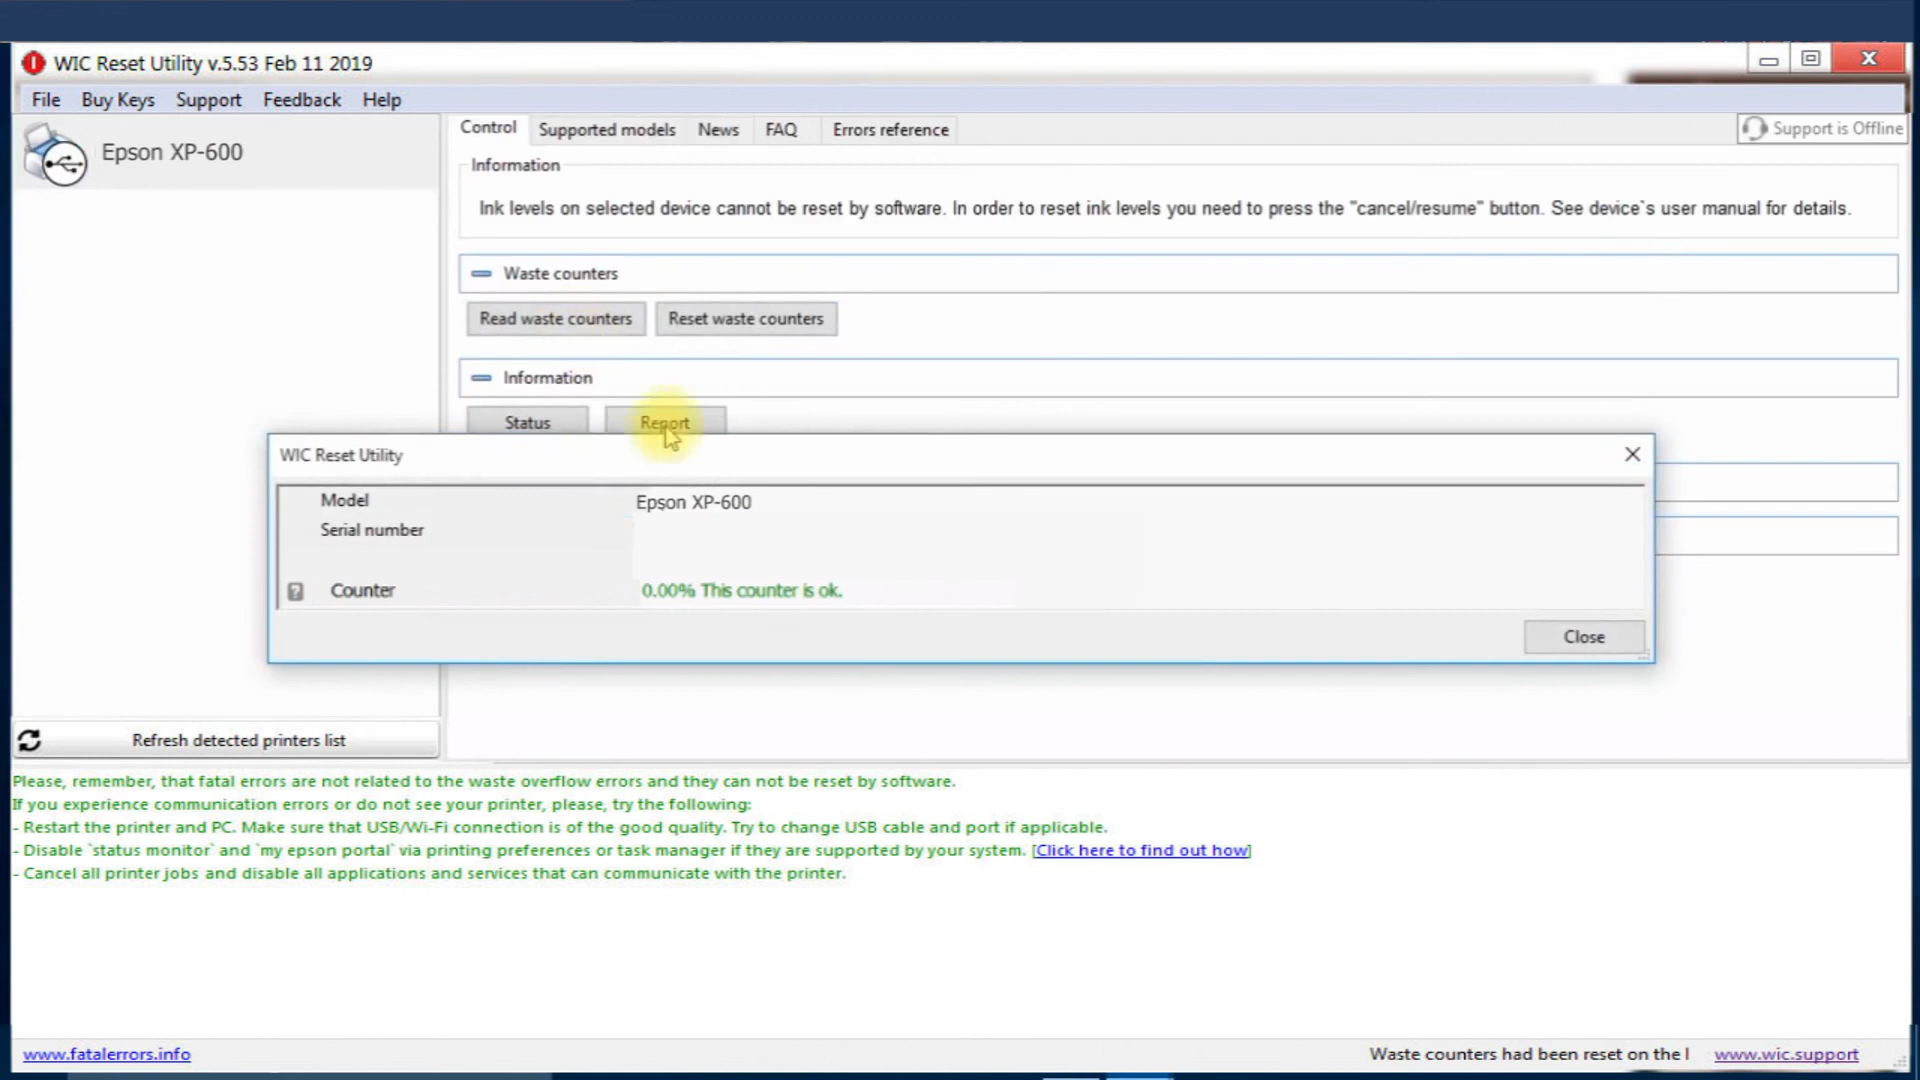 WIC Reset Utility v.5.53 Feb 11 2019
File Buy Keys Support Feedback Help
Epson XP-600
Control Supported models News FAQ Errors reference
Support is Offline
Information
Ink levels on selected device cannot be reset by software. In order to reset ink levels you need to press the "cancel/resume" button. See device`s user manual for details.
Waste counters
Read waste counters Reset waste counters
Information
Status Report
WIC Reset Utility
Model Epson XP-600
Serial number
Counter 0.00% This counter is ok.
Close
Refresh detected printers list
Please, remember, that fatal errors are not related to the waste overflow errors and they can not be reset by software.
If you experience communication errors or do not see your printer, please, try the following:
- Restart the printer and PC. Make sure that USB/Wi-Fi connection is of the good quality. Try to change USB cable and port if applicable.
- Disable `status monitor` and `my epson portal` via printing preferences or task manager if they are supported by your system. [Click here to find out how]
- Cancel all printer jobs and disable all applications and services that can communicate with the printer.
www.fatalerrors.info Waste counters had been reset on the www.wic.support